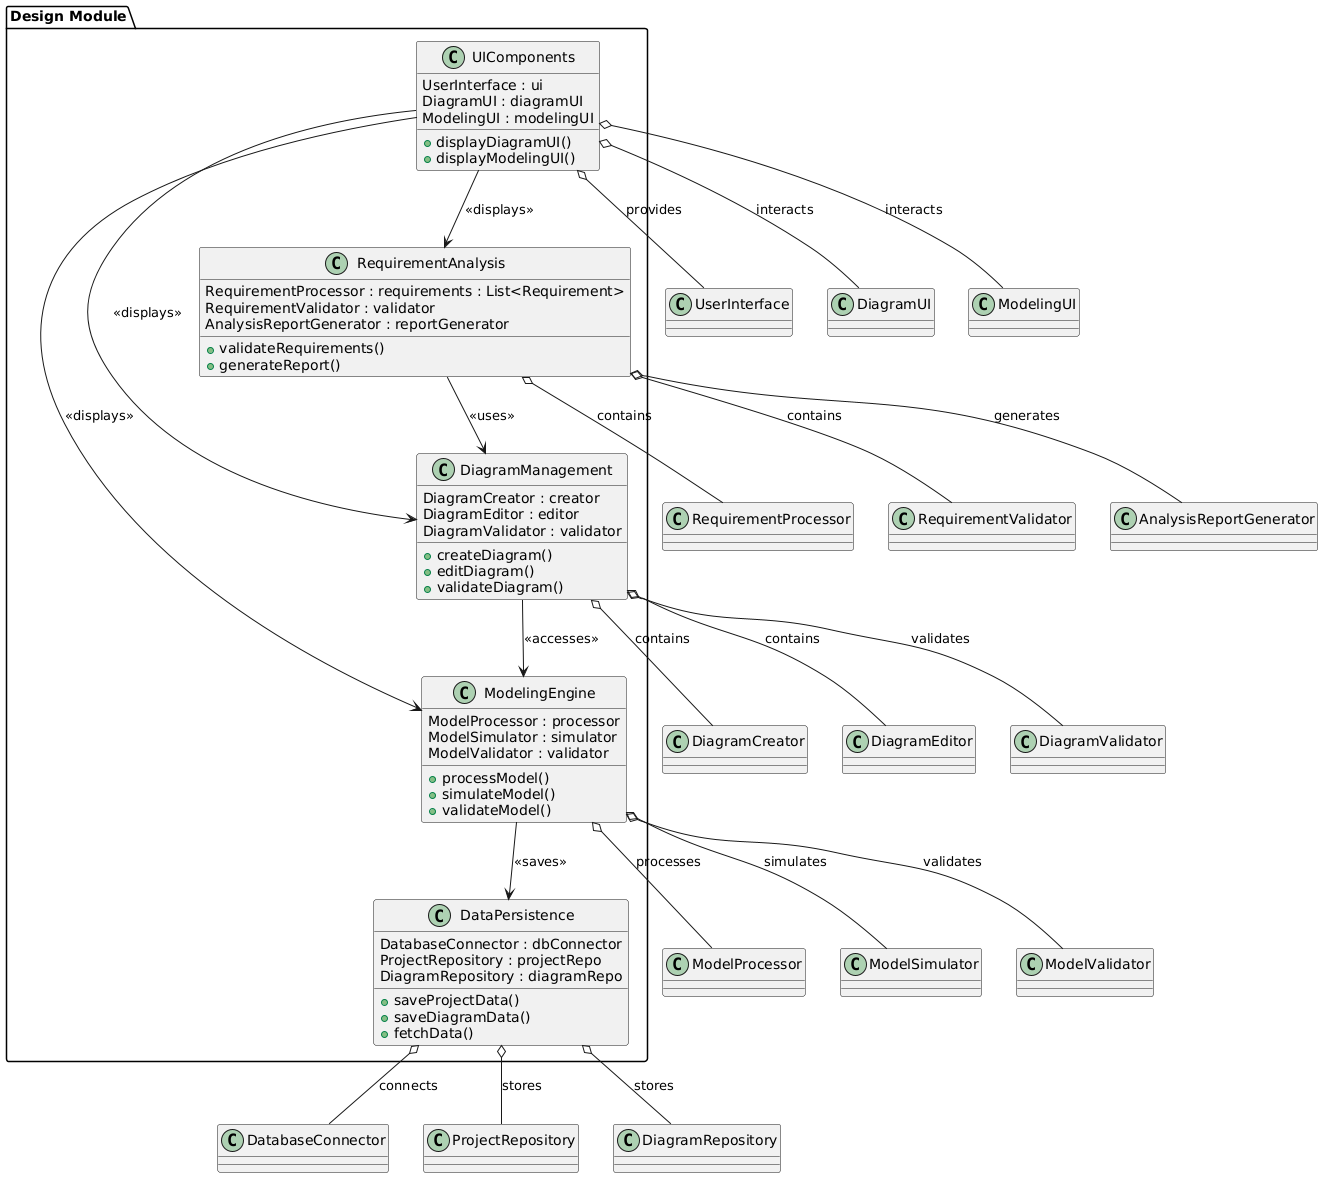 Design Module
C UIComponents
UserInterface : ui
DiagramUI : diagramUI
ModelingUI : modelingUI
displayDiagramUI()
displayModelingUI()
«displays»
provides
interacts
interacts
C RequirementAnalysis
RequirementProcessor : requirements : List<Requirement>
RequirementValidator : validator
AnalysisReportGenerator : reportGenerator
validateRequirements()
generateReport()
C UserInterface
C DiagramUI
C ModelingUI
«displays»
«displays»
«uses»
contains
contains
generates
C DiagramManagement
DiagramCreator : creator
DiagramEditor : editor
DiagramValidator : validator
createDiagram()
editDiagram()
validateDiagram()
C RequirementProcessor
C RequirementValidator
C AnalysisReportGenerator
«accesses»
contains
contains
validates
C ModelingEngine
ModelProcessor : processor
ModelSimulator : simulator
ModelValidator : validator
processModel()
simulateModel()
validateModel()
C DiagramCreator
C DiagramEditor
C DiagramValidator
«saves»
processes
simulates
validates
C DataPersistence
DatabaseConnector : dbConnector
ProjectRepository : projectRepo
DiagramRepository : diagramRepo
saveProjectData()
saveDiagramData()
fetchData()
C ModelProcessor
C ModelSimulator
C ModelValidator
connects
stores
stores
C DatabaseConnector
C ProjectRepository
C DiagramRepository